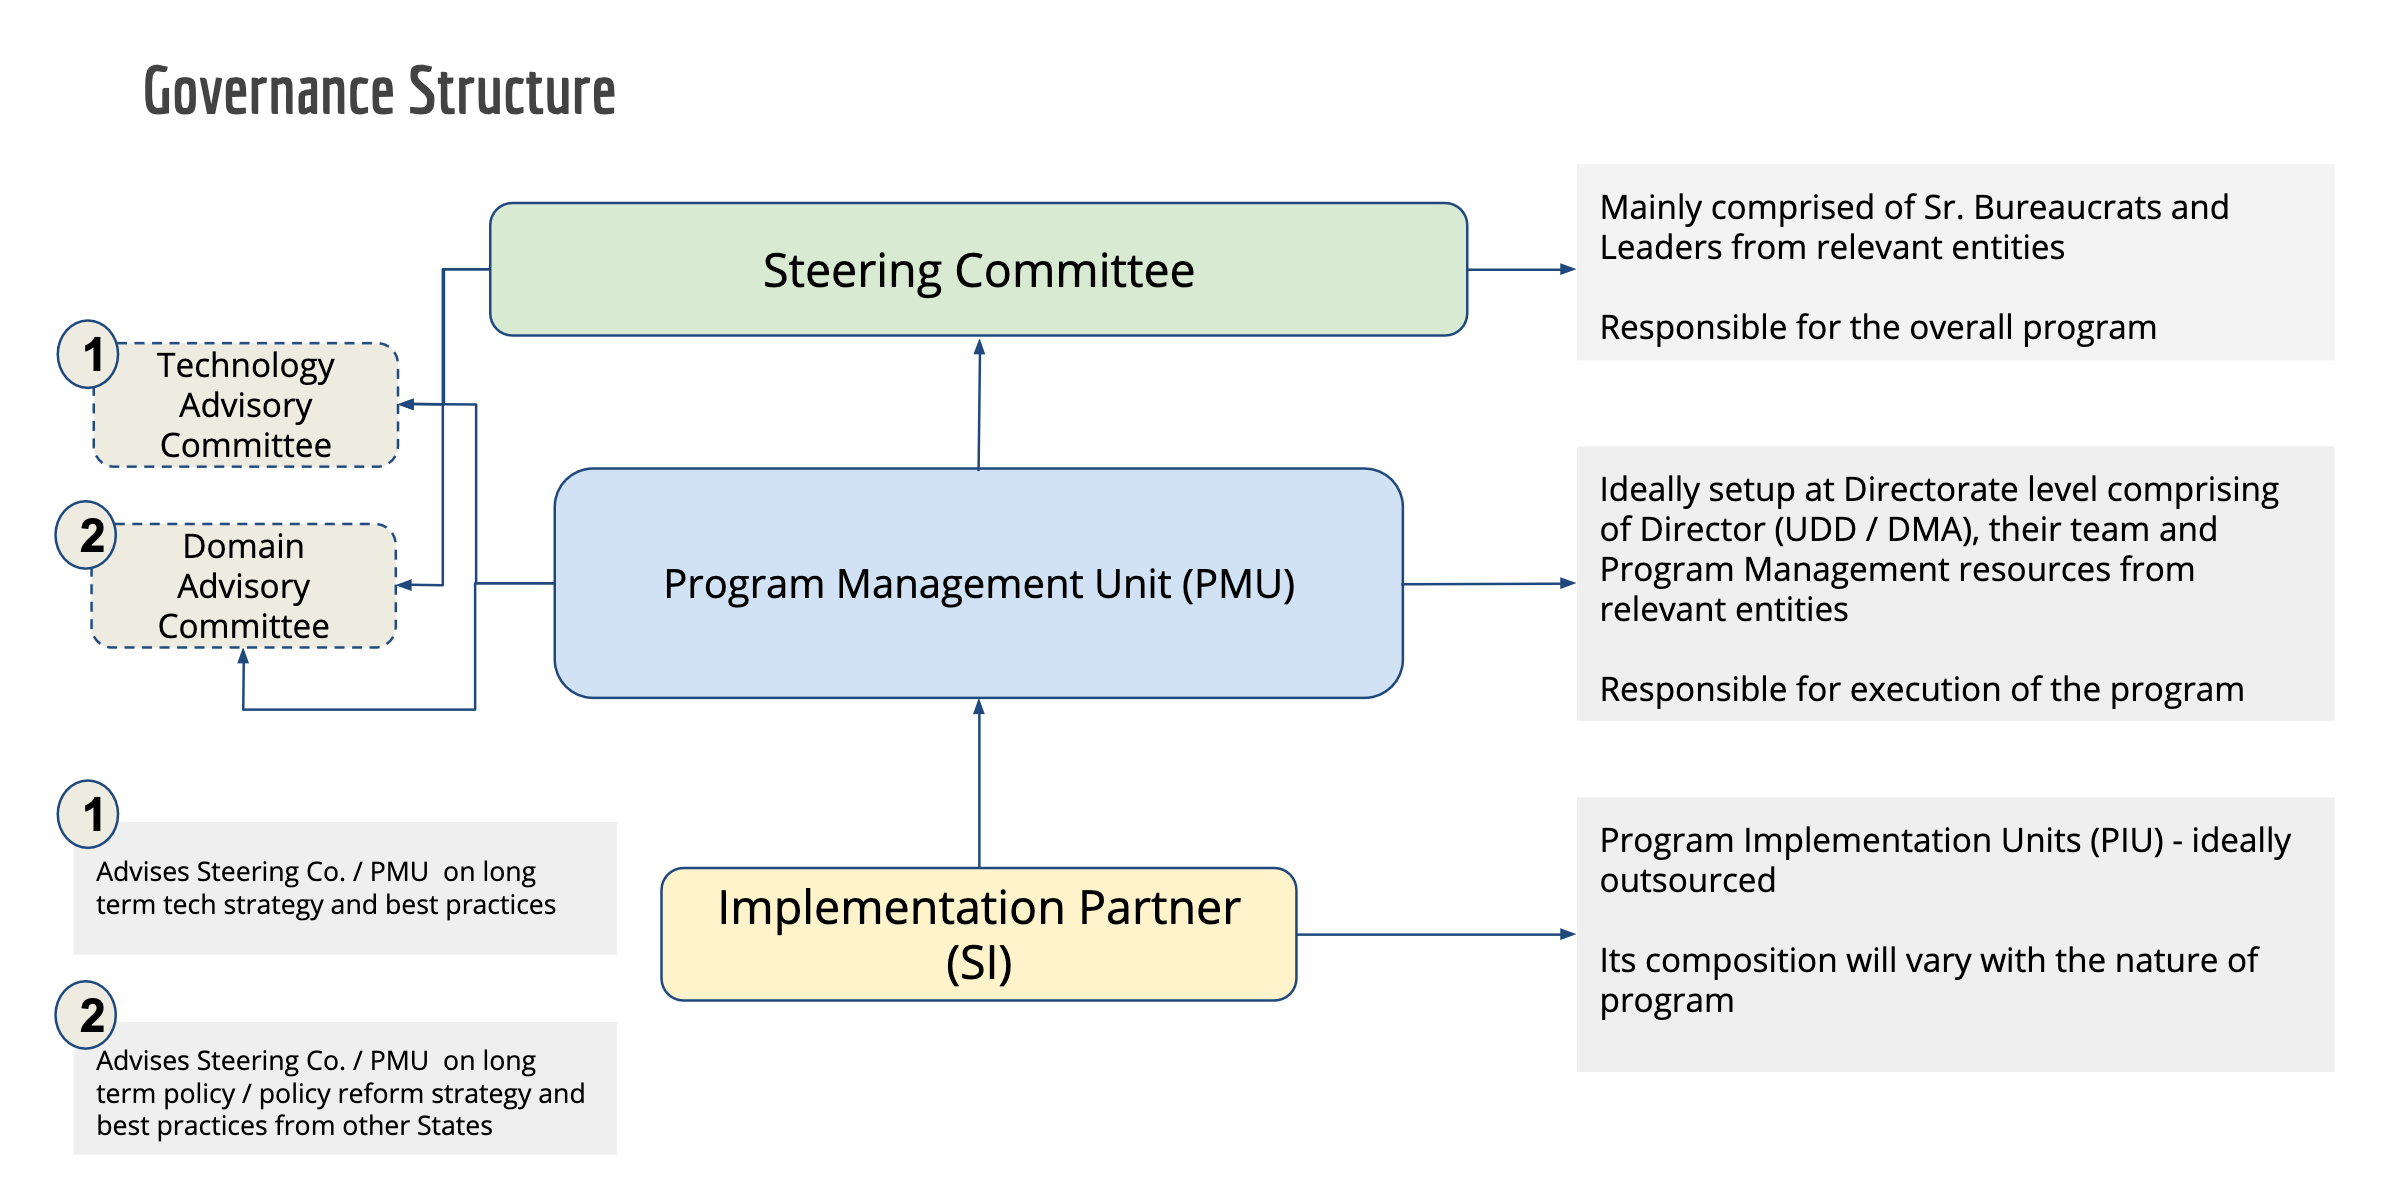 Governance Structure
Steering Committee
Mainly comprised of Sr. Bureaucrats and
Leaders from relevant entities
Responsible for the overall program
1
Technology
Advisory
Committee
2
Domain
Advisory
Committee
Program Management Unit (PMU)
Ideally setup at Directorate level comprising
of Director (UDD / DMA), their team and
Program Management resources from
relevant entities
Responsible for execution of the program
1
Advises Steering Co. / PMU  on long
term tech strategy and best practices
2
Advises Steering Co. / PMU  on long
term policy / policy reform strategy and
best practices from other States
Implementation Partner
(SI)
Program Implementation Units (PIU) - ideally
outsourced
Its composition will vary with the nature of
program